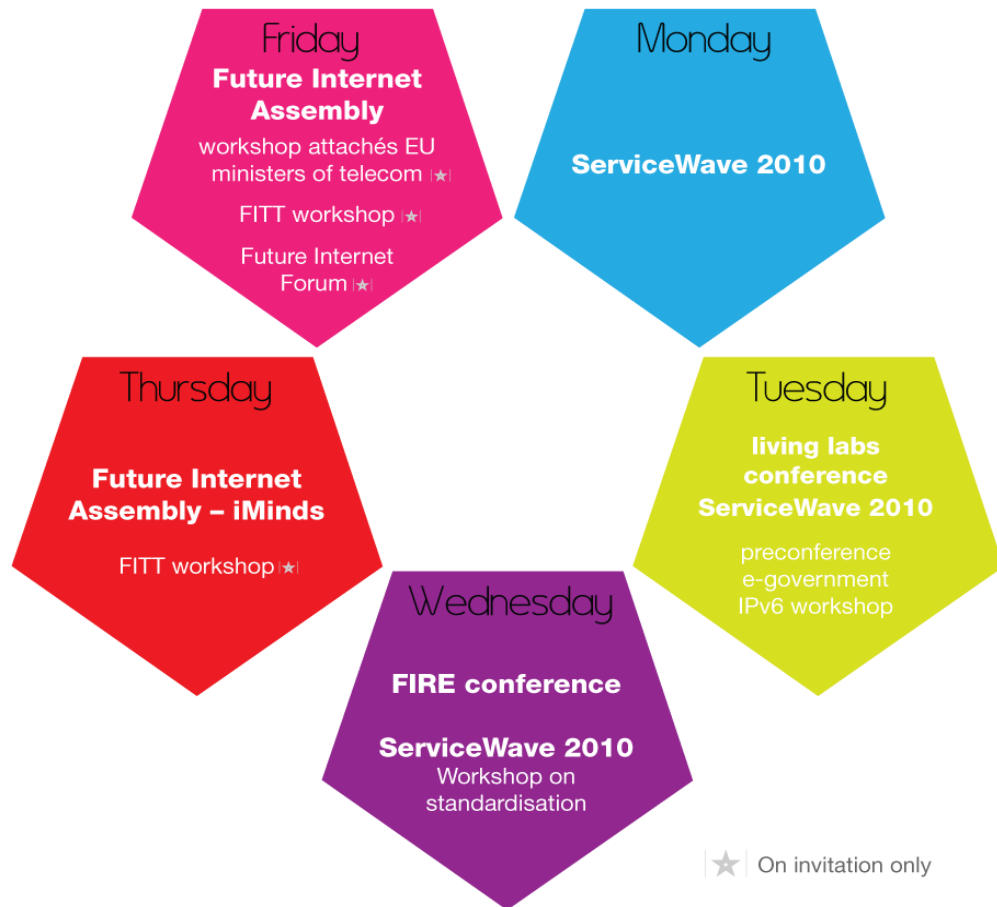 Friday
Future Internet
Assembly
workshop attachés EU
ministers of telecom
FITT workshop
Future Internet
Forum
Monday
ServiceWave 2010
Thursday
Future Internet
Assembly – iMinds
FITT workshop
Tuesday
living labs
conference
ServiceWave 2010
preconference
e-government
IPv6 workshop
Wednesday
FIRE conference
ServiceWave 2010
Workshop on
standardisation
On invitation only